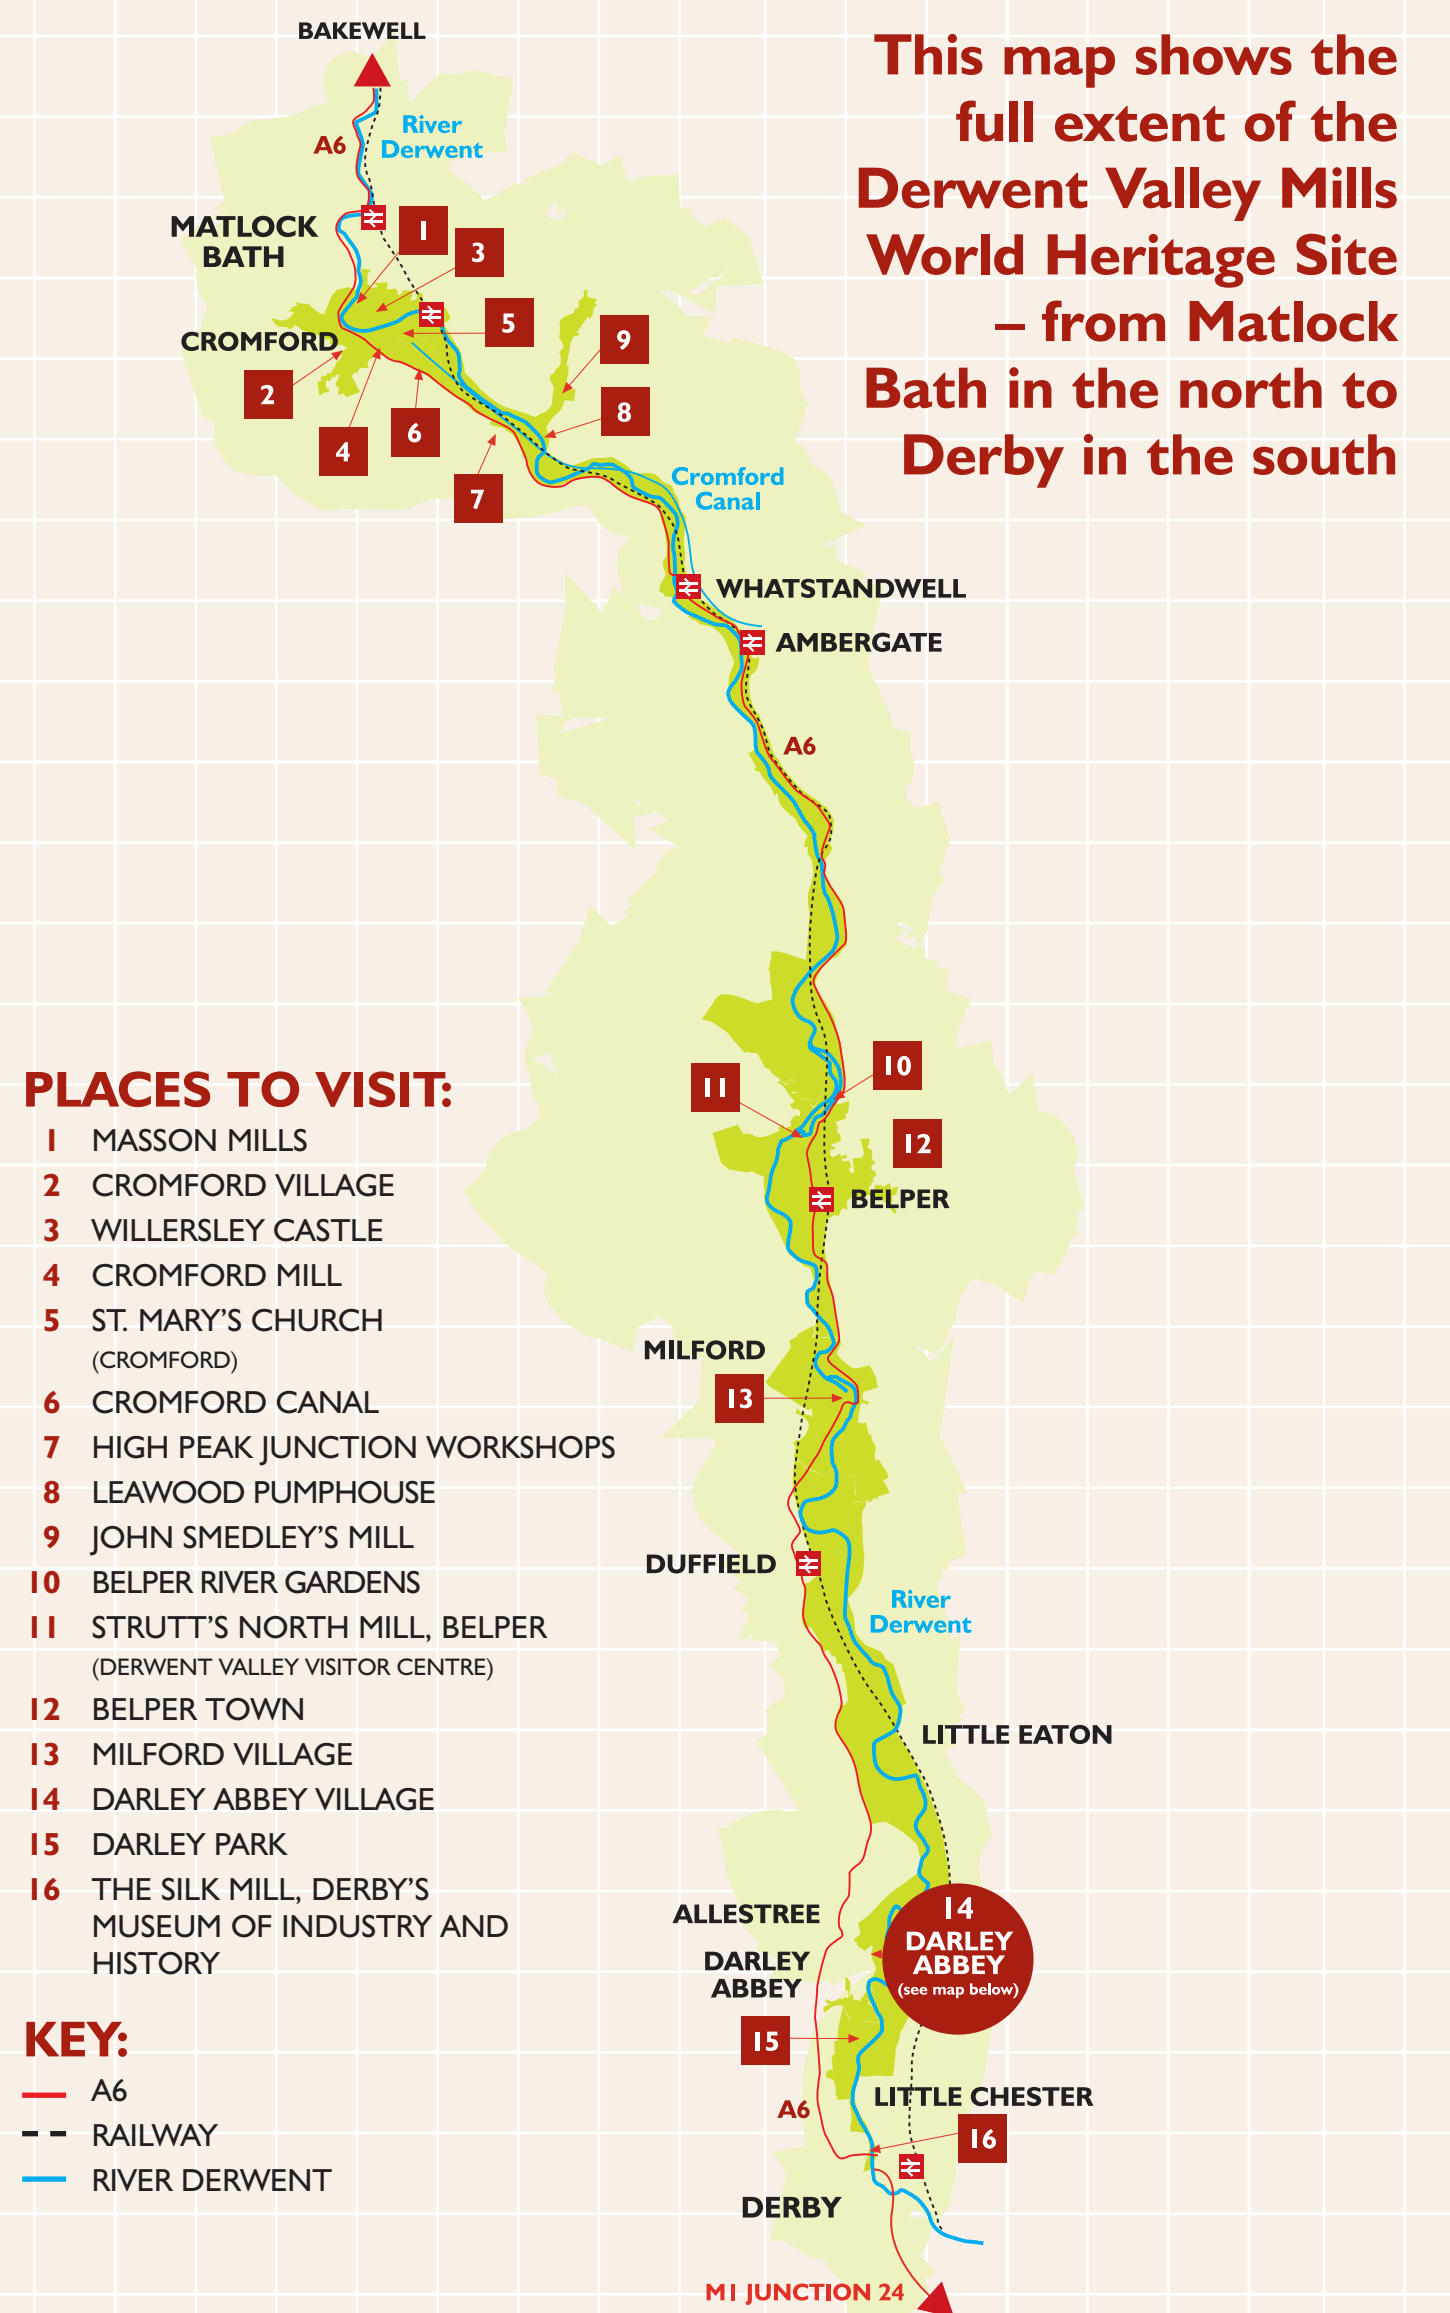 BAKEWELL
This map shows the
full extent of the
Derwent Valley Mills
World Heritage Site
– from Matlock
Bath in the north to
Derby in the south
River
Derwent
A6
MATLOCK
BATH
1
3
5
CROMFORD
9
2
8
6
4
7
Cromford
Canal
WHATSTANDWELL
AMBERGATE
A6
10
11
12
BELPER
MILFORD
13
DUFFIELD
River
Derwent
LITTLE EATON
ALLESTREE
14
DARLEY
ABBEY
(see map below)
DARLEY
ABBEY
15
LITTLE CHESTER
A6
16
DERBY
M1 JUNCTION 24
PLACES TO VISIT:
1 MASSON MILLS
2 CROMFORD VILLAGE
3 WILLERSLEY CASTLE
4 CROMFORD MILL
5 ST. MARY'S CHURCH
(CROMFORD)
6 CROMFORD CANAL
7 HIGH PEAK JUNCTION WORKSHOPS
8 LEAWOOD PUMPHOUSE
9 JOHN SMEDLEY'S MILL
10 BELPER RIVER GARDENS
11 STRUTT'S NORTH MILL, BELPER
(DERWENT VALLEY VISITOR CENTRE)
12 BELPER TOWN
13 MILFORD VILLAGE
14 DARLEY ABBEY VILLAGE
15 DARLEY PARK
16 THE SILK MILL, DERBY'S
MUSEUM OF INDUSTRY AND
HISTORY
KEY:
A6
RAILWAY
RIVER DERWENT